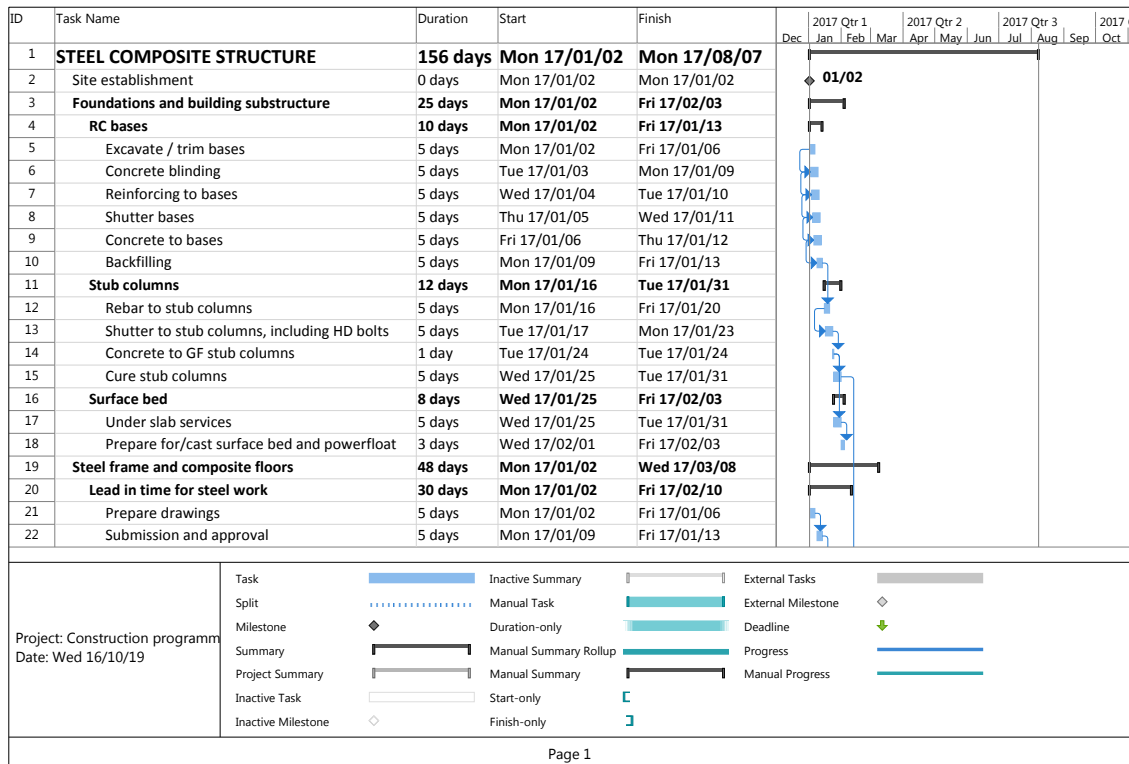 ID Task Name Duration Start Finish
2017 Qtr 1 2017 Qtr 2 2017 Qtr 3 2017
Dec Jan Feb Mar Apr May Jun Jul Aug Sep Oct
1 STEEL COMPOSITE STRUCTURE 156 days Mon 17/01/02 Mon 17/08/07
2 Site establishment 0 days Mon 17/01/02 Mon 17/01/02 01/02
3 Foundations and building substructure 25 days Mon 17/01/02 Fri 17/02/03
4 RC bases 10 days Mon 17/01/02 Fri 17/01/13
5 Excavate / trim bases 5 days Mon 17/01/02 Fri 17/01/06
6 Concrete blinding 5 days Tue 17/01/03 Mon 17/01/09
7 Reinforcing to bases 5 days Wed 17/01/04 Tue 17/01/10
8 Shutter bases 5 days Thu 17/01/05 Wed 17/01/11
9 Concrete to bases 5 days Fri 17/01/06 Thu 17/01/12
10 Backfilling 5 days Mon 17/01/09 Fri 17/01/13
11 Stub columns 12 days Mon 17/01/16 Tue 17/01/31
12 Rebar to stub columns 5 days Mon 17/01/16 Fri 17/01/20
13 Shutter to stub columns, including HD bolts 5 days Tue 17/01/17 Mon 17/01/23
14 Concrete to GF stub columns 1 day Tue 17/01/24 Tue 17/01/24
15 Cure stub columns 5 days Wed 17/01/25 Tue 17/01/31
16 Surface bed 8 days Wed 17/01/25 Fri 17/02/03
17 Under slab services 5 days Wed 17/01/25 Tue 17/01/31
18 Prepare for/cast surface bed and powerfloat 3 days Wed 17/02/01 Fri 17/02/03
19 Steel frame and composite floors 48 days Mon 17/01/02 Wed 17/03/08
20 Lead in time for steel work 30 days Mon 17/01/02 Fri 17/02/10
21 Prepare drawings 5 days Mon 17/01/02 Fri 17/01/06
22 Submission and approval 5 days Mon 17/01/09 Fri 17/01/13
Project: Construction programm
Date: Wed 16/10/19
Task
Split
Milestone
Summary
Project Summary
Inactive Task
Inactive Milestone
Inactive Summary
Manual Task
Duration-only
Manual Summary Rollup
Manual Summary
Start-only
Finish-only
External Tasks
External Milestone
Deadline
Progress
Manual Progress
Page 1